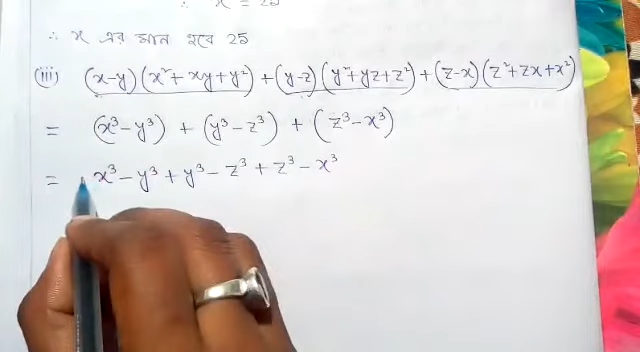 ∴ x = 25
∴ x এর মান হবে 25
(iii) (x-y)(x²+xy+y²)+(y-z)(y²+yz+z²)+(z-x)(z²+zx+x²)
= (x³-y³) + (y³-z³) + (z³-x³)
= x³-y³+y³-z³+z³-x³